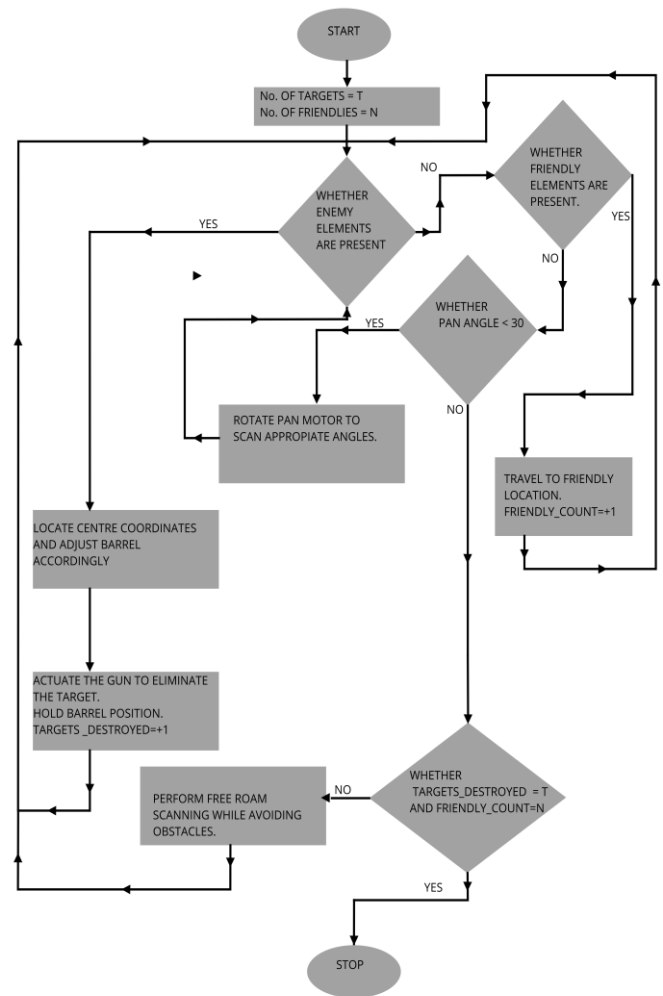 START
No. OF TARGETS = T
No. OF FRIENDLIES = N
WHETHER
ENEMY
ELEMENTS
ARE PRESENT
NO
WHETHER
FRIENDLY
ELEMENTS ARE
PRESENT.
YES
YES
NO
WHETHER
PAN ANGLE < 30
YES
NO
ROTATE PAN MOTOR TO
SCAN APPROPIATE ANGLES.
TRAVEL TO FRIENDLY
LOCATION.
FRIENDLY_COUNT=+1
LOCATE CENTRE COORDINATES
AND ADJUST BARREL
ACCORDINGLY
ACTUATE THE GUN TO ELIMINATE
THE TARGET.
HOLD BARREL POSITION.
TARGETS _DESTROYED=+1
WHETHER
TARGETS_DESTROYED = T
AND FRIENDLY_COUNT=N
NO
PERFORM FREE ROAM
SCANNING WHILE AVOIDING
OBSTACLES.
YES
STOP